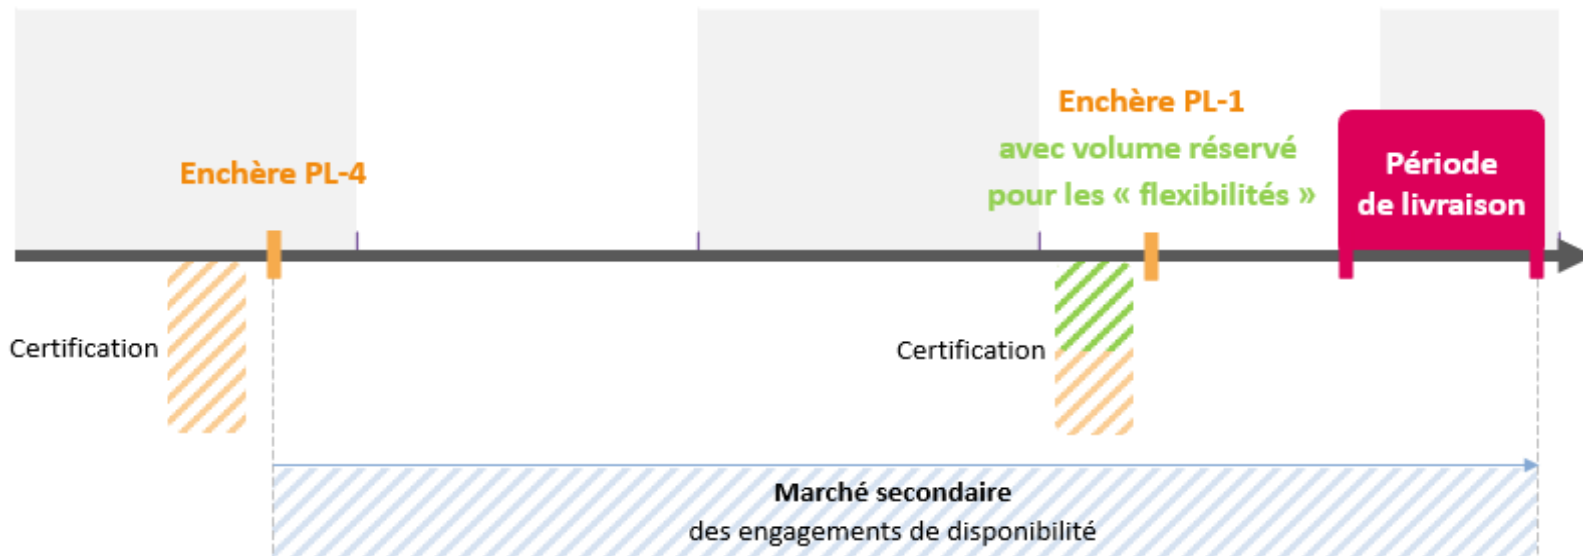 Enchère PL-1
avec volume réservé
pour les « flexibilités »
Enchère PL-4
Période
de livraison
Certification
Certification
Marché secondaire
des engagements de disponibilité